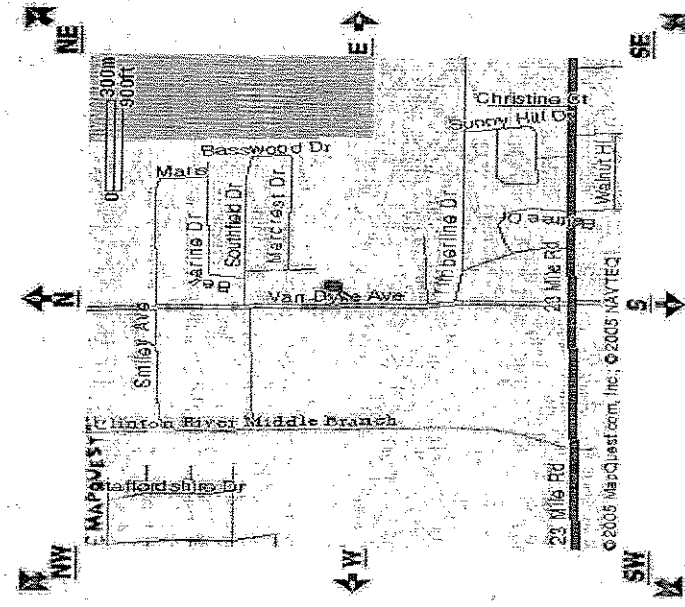 NW
N
NE
MAPQUEST
0 300m
900ft
Smiley Ave
Maris
Marine Dr
Southfield Dr
Basswood Dr
Marcrest Dr
Staffordshire Dr
Clinton River Middle Branch
Van Dyke Ave
W
E
Timberline Dr
Christine Ct
Sunny Hill Dr
23 Mile Rd
23 Mile Rd
Walnut Hl
© 2005 MapQuest.com, Inc.; © 2005 NAVTEQ
SW
S
SE